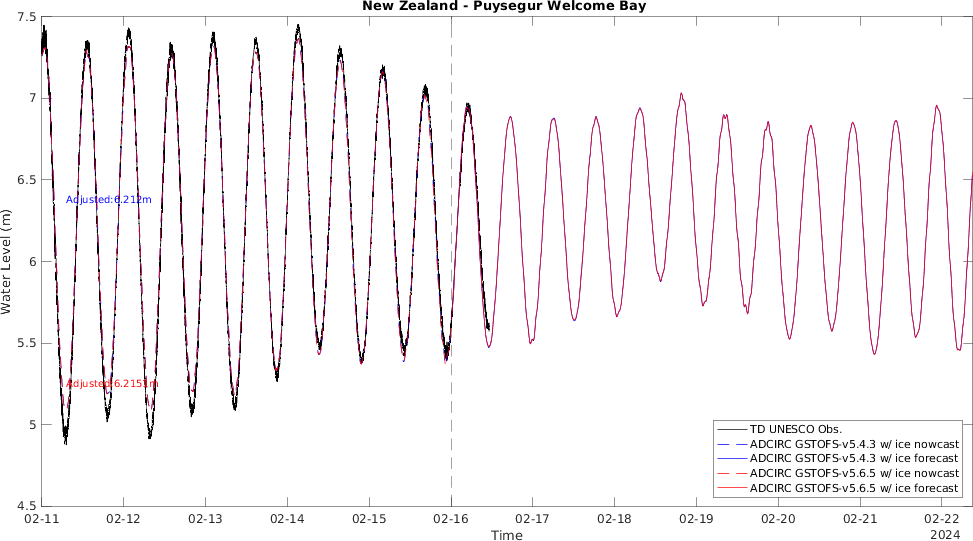 New Zealand - Puysegur Welcome Bay
7.5
7
6.5
6
5.5
5
4.5
Water Level (m)
Adjusted:6.212m
Adjusted:6.2151m
TD UNESCO Obs.
ADCIRC GSTOFS-v5.4.3 w/ ice nowcast
ADCIRC GSTOFS-v5.4.3 w/ ice forecast
ADCIRC GSTOFS-v5.6.5 w/ ice nowcast
ADCIRC GSTOFS-v5.6.5 w/ ice forecast
02-11 02-12 02-13 02-14 02-15 02-16 02-17 02-18 02-19 02-20 02-21 02-22
2024
Time